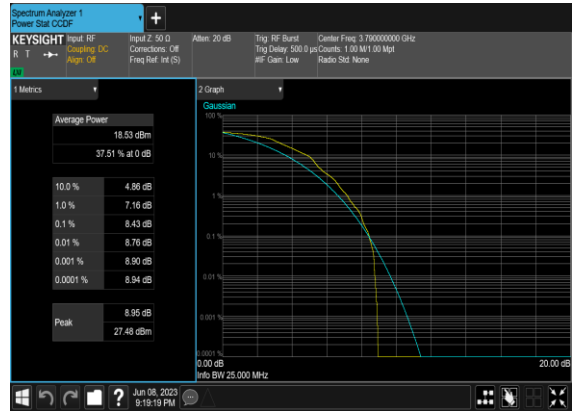 Spectrum Analyzer 1
Power Stat CCDF
KEYSIGHT
R T
LXI
Input: RF
Coupling: DC
Align: Off
Input Z: 50 Ω
Corrections: Off
Freq Ref: Int (S)
Atten: 20 dB
Trig: RF Burst
Trig Delay: 500.0 µs
#IF Gain: Low
Center Freq: 3.790000000 GHz
Counts: 1.00 M/1.00 Mpt
Radio Std: None
1 Metrics
Average Power
18.53 dBm
37.51 % at 0 dB
10.0 % 4.86 dB
1.0 % 7.16 dB
0.1 % 8.43 dB
0.01 % 8.76 dB
0.001 % 8.90 dB
0.0001 % 8.94 dB
Peak
8.95 dB
27.48 dBm
2 Graph
Gaussian
100 %
10 %
1 %
0.1 %
0.01 %
0.001 %
0.0001 %
0.00 dB
20.00 dB
Info BW 25.000 MHz
?
Jun 08, 2023
9:19:19 PM